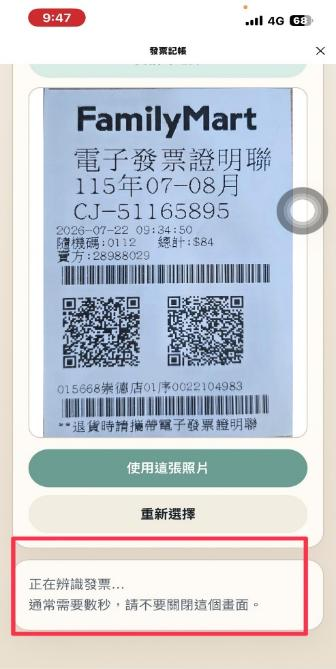 9:47
4G 68
發票記帳
FamilyMart
電子發票證明聯
115年07-08月
CJ-51165895
2026-07-22 09:34:50
隨機碼:0112 總計:$84
賣方:28988029
015668崇德店01序0022104983
**退貨時請攜帶電子發票證明聯
使用這張照片
重新選擇
正在辨識發票...
通常需要數秒，請不要關閉這個畫面。